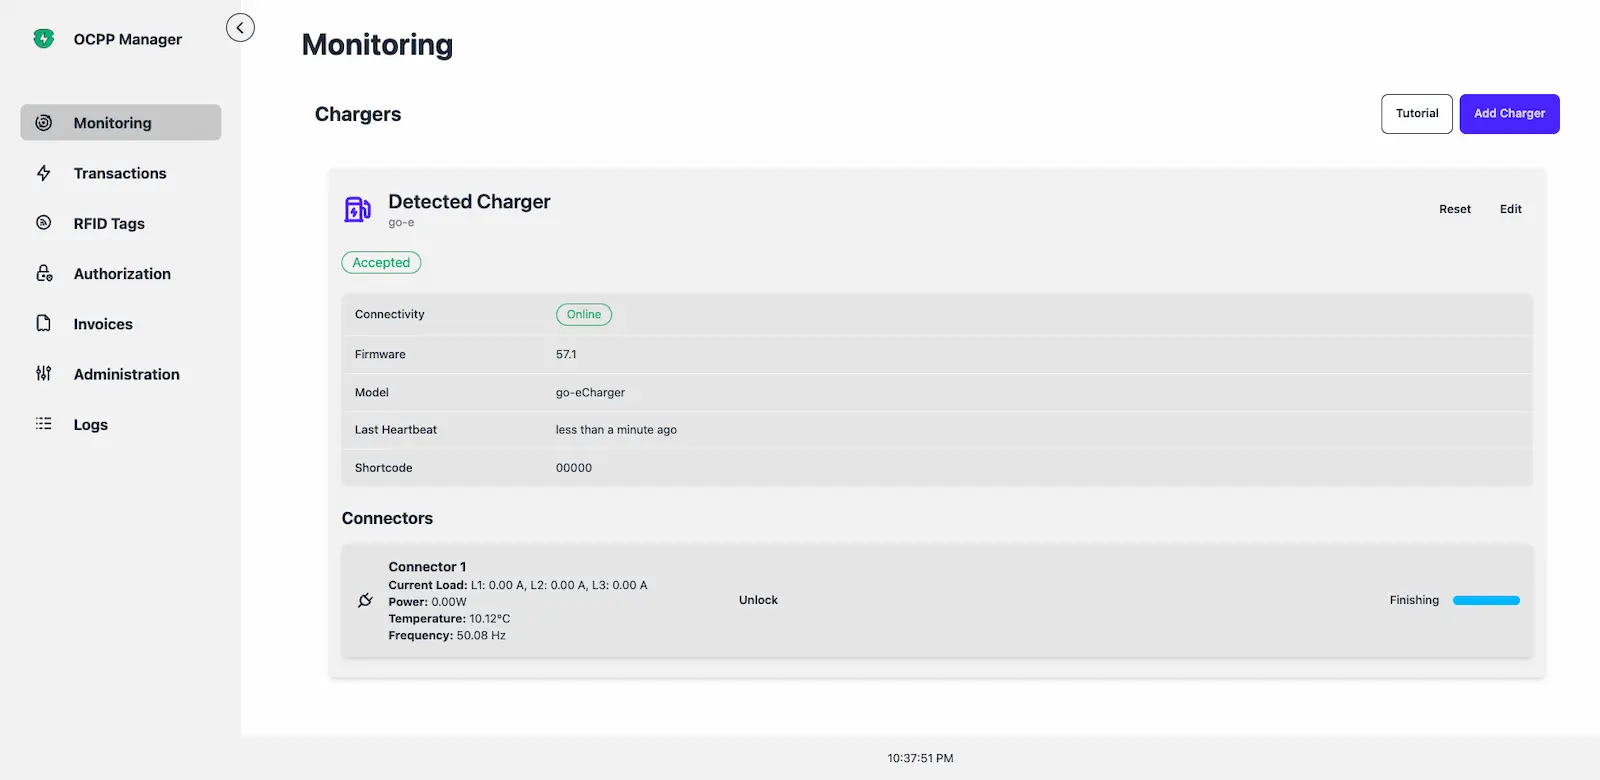 OCPP Manager
Monitoring
Transactions
RFID Tags
Authorization
Invoices
Administration
Logs
Monitoring
Chargers
Tutorial
Add Charger
Detected Charger
go-e
Reset
Edit
Accepted
Connectivity Online
Firmware 57.1
Model go-eCharger
Last Heartbeat less than a minute ago
Shortcode 00000
Connectors
Connector 1
Current Load: L1: 0.00 A, L2: 0.00 A, L3: 0.00 A
Power: 0.00W
Temperature: 10.12°C
Frequency: 50.08 Hz
Unlock
Finishing
10:37:51 PM